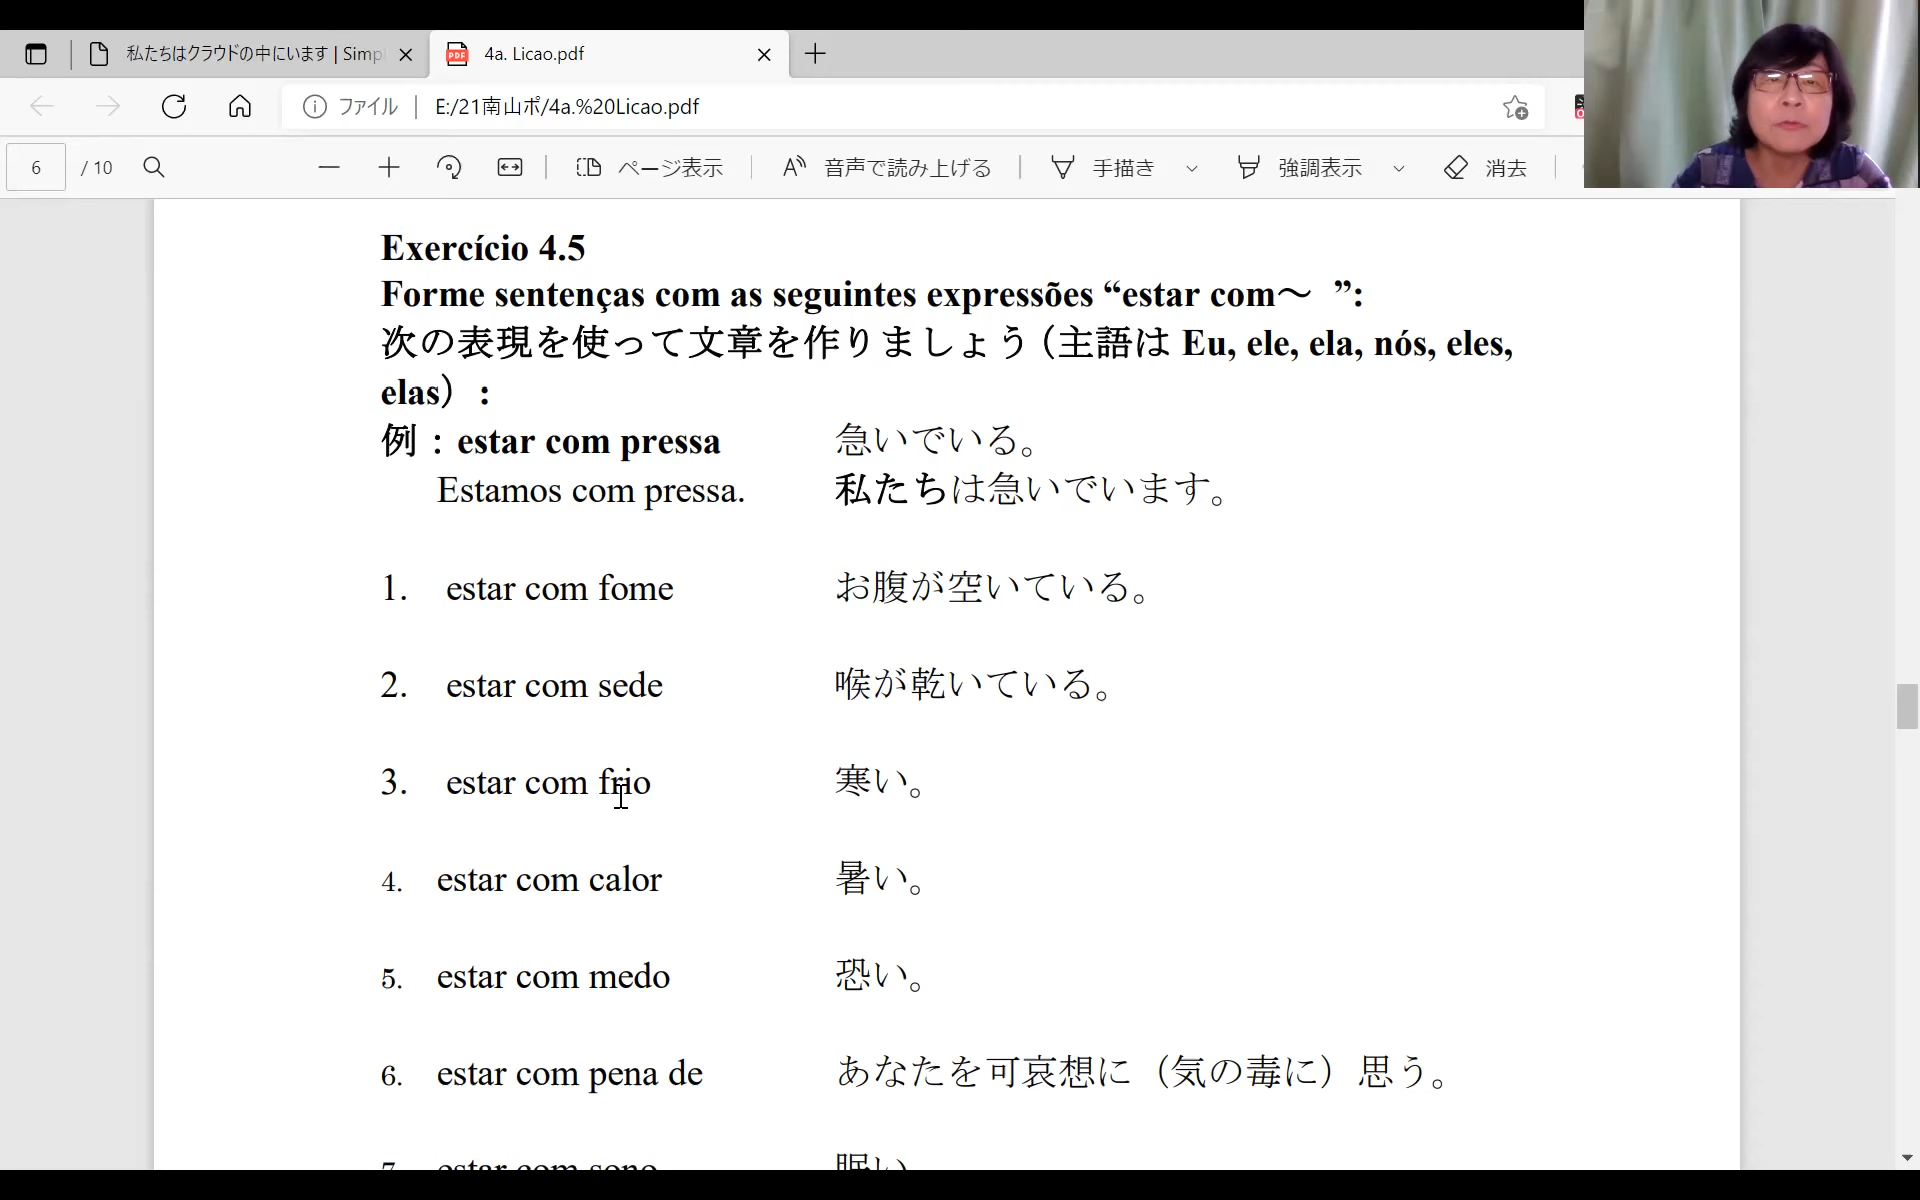 私たちはクラウドの中にいます | Simp
4a. Licao.pdf
ファイル
E:/21南山ポ/4a.%20Licao.pdf
6 / 10
ページ表示
音声で読み上げる
手描き
強調表示
消去
Exercício 4.5
Forme sentenças com as seguintes expressões “estar com～ ”:
次の表現を使って文章を作りましょう（主語は Eu, ele, ela, nós, eles,
elas）:
例：estar com pressa 急いでいる。
Estamos com pressa. 私たちは急いでいます。
1. estar com fome お腹が空いている。
2. estar com sede 喉が乾いている。
3. estar com frio 寒い。
4. estar com calor 暑い。
5. estar com medo 恐い。
6. estar com pena de あなたを可哀想に（気の毒に）思う。
7. estar com sono 眠い